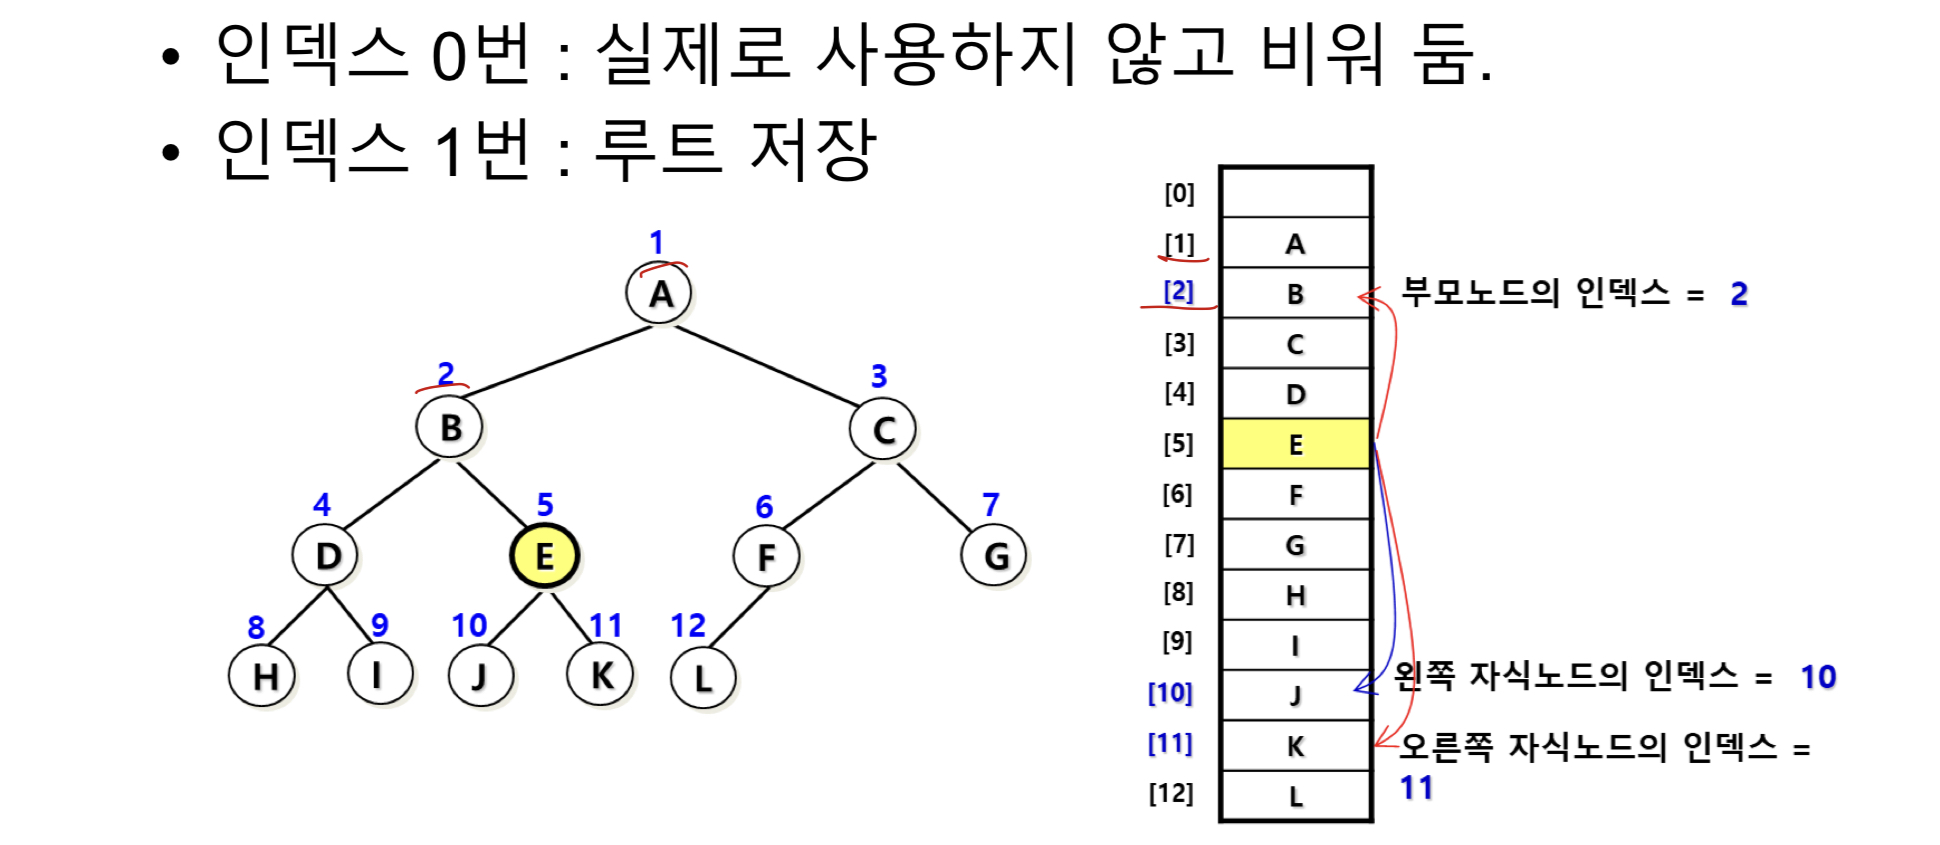 • 인덱스 0번 : 실제로 사용하지 않고 비워 둠.
• 인덱스 1번 : 루트 저장
1
A
2
B
3
C
4
D
5
E
6
F
7
G
8
H
9
I
10
J
11
K
12
L
[0]
[1] A
[2] B 부모노드의 인덱스 = 2
[3] C
[4] D
[5] E
[6] F
[7] G
[8] H
[9] I
[10] J 왼쪽 자식노드의 인덱스 = 10
[11] K 오른쪽 자식노드의 인덱스 =
11
[12] L